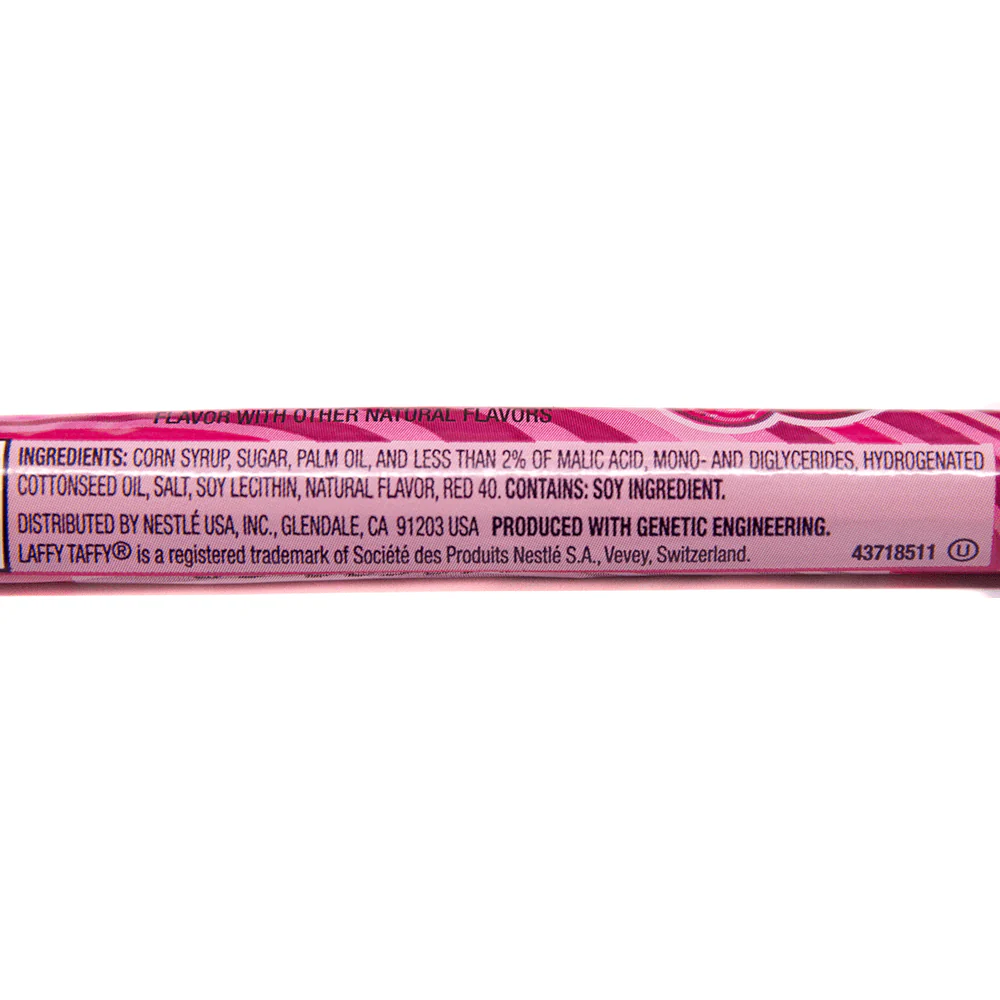 FLAVOR WITH OTHER NATURAL FLAVORS
INGREDIENTS: CORN SYRUP, SUGAR, PALM OIL, AND LESS THAN 2% OF MALIC ACID, MONO- AND DIGLYCERIDES, HYDROGENATED
COTTONSEED OIL, SALT, SOY LECITHIN, NATURAL FLAVOR, RED 40. CONTAINS: SOY INGREDIENT.
DISTRIBUTED BY NESTLÉ USA, INC., GLENDALE, CA 91203 USA PRODUCED WITH GENETIC ENGINEERING.
LAFFY TAFFY® is a registered trademark of Société des Produits Nestlé S.A., Vevey, Switzerland. 43718511 U